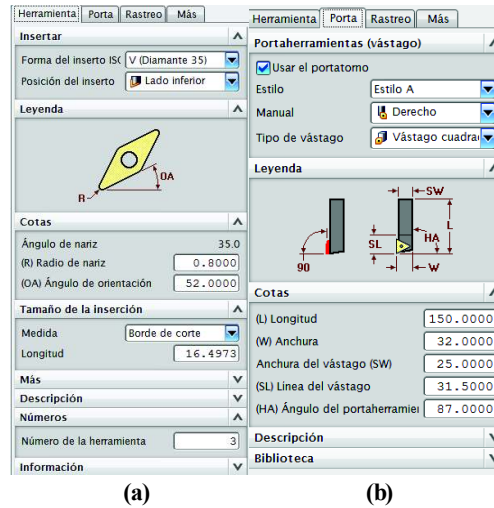 Herramienta Porta Rastreo Más
Insertar
Forma del inserto ISO V (Diamante 35)
Posición del inserto Lado inferior
Leyenda
OA
R
Cotas
Ángulo de nariz 35.0
(R) Radio de nariz 0.8000
(OA) Ángulo de orientación 52.0000
Tamaño de la inserción
Medida Borde de corte
Longitud 16.4973
Más
Descripción
Números
Número de la herramienta 3
Información
(a)
Herramienta Porta Rastreo Más
Portaherramientas (vástago)
Usar el portatorno
Estilo Estilo A
Manual Derecho
Tipo de vástago Vástago cuadra
Leyenda
SW
L
HA
SL
90
W
Cotas
(L) Longitud 150.0000
(W) Anchura 32.0000
Anchura del vástago (SW) 25.0000
(SL) Línea del vástago 31.5000
(HA) Ángulo del portaherramier 87.0000
Descripción
Biblioteca
(b)